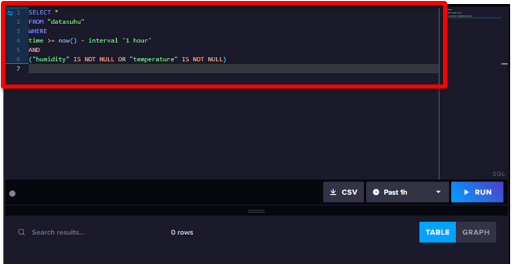 1 SELECT *
2 FROM "datasuhu"
3 WHERE
4 time >= now() - interval '1 hour'
5 AND
6 ("humidity" IS NOT NULL OR "temperature" IS NOT NULL)
7
SQL
CSV Past 1h RUN
Search results... 0 rows TABLE GRAPH